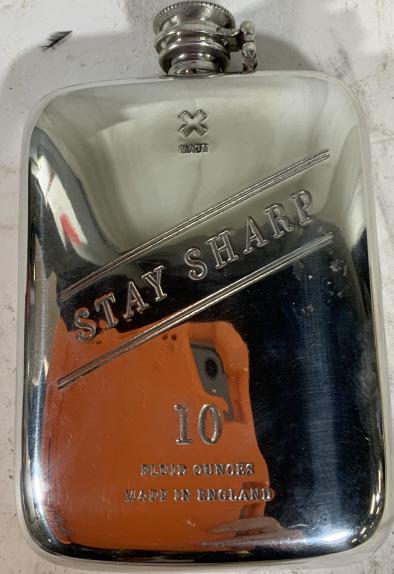 STAY SHARP
10
FLUID OUNCES
MADE IN ENGLAND